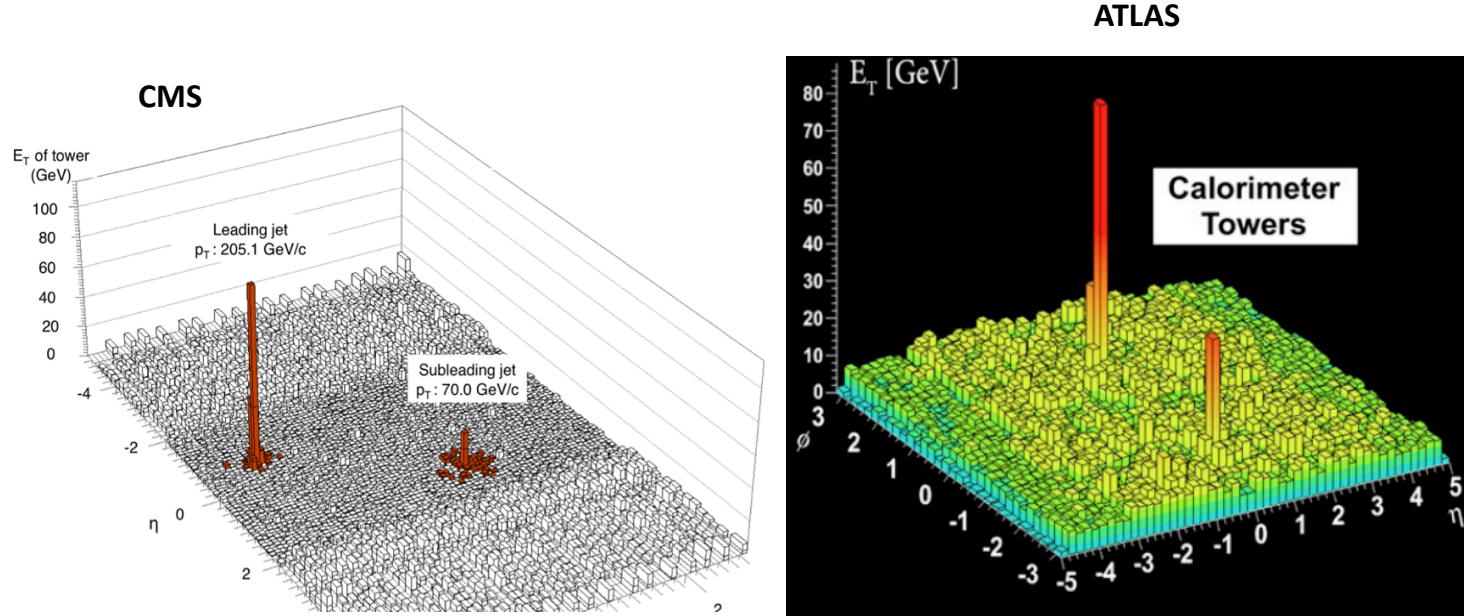 CMS
E_T of tower
(GeV)
100
80
60
40
20
0
Leading jet
p_T : 205.1 GeV/c
Subleading jet
p_T : 70.0 GeV/c
-4
-2
0
η
2
2
ATLAS
E_T [GeV]
80
70
60
50
40
30
20
10
0
Calorimeter
Towers
3
2
1
0
-1
-2
-3
ϕ
-5
-4
-3
-2
-1
0
1
2
3
4
5
η